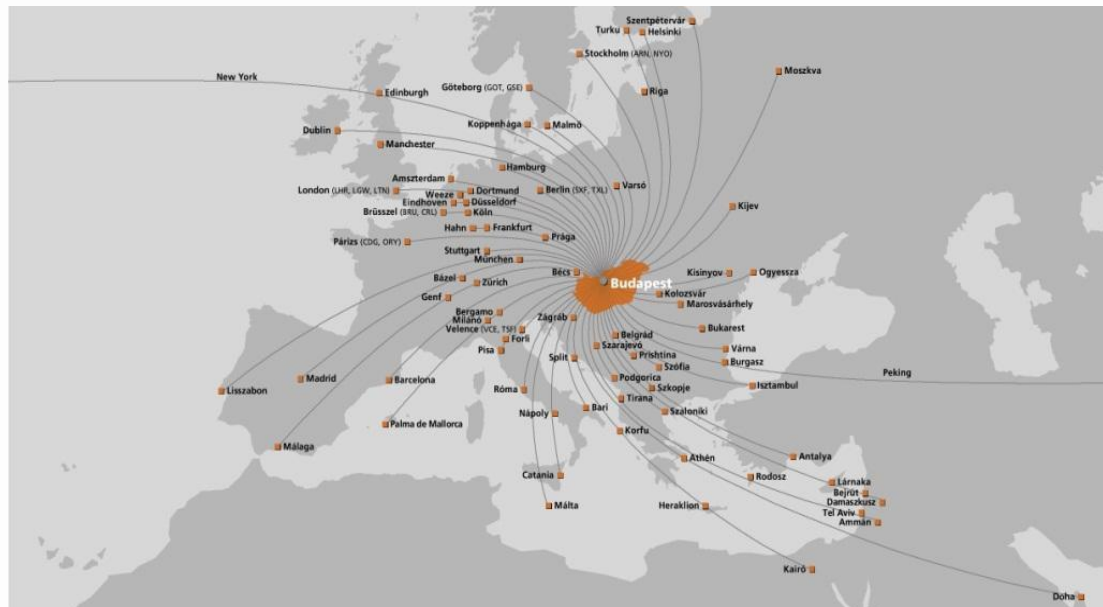 Szentpétervár
Turku
Helsinki
Stockholm (ARN, NYO)
Moszkva
New York
Edinburgh
Göteborg (GOT, GSE)
Riga
Koppenhága
Malmö
Dublin
Manchester
Hamburg
Amszterdam
London (LHR, LGW, LTN)
Weeze
Dortmund
Berlin (SXF, TXL)
Varsó
Eindhoven
Düsseldorf
Brüsszel (BRU, CRL)
Köln
Kijev
Hahn
Frankfurt
Prága
Párizs (CDG, ORY)
Stuttgart
München
Bécs
Kisinyov
Ogyessza
Bázel
Zürich
Budapest
Kolozsvár
Genf
Marosvásárhely
Bergamo
Milánó
Zágráb
Velence (VCE, TSF)
Bukarest
Forli
Belgrád
Pisa
Szarajevó
Várna
Split
Prishtina
Burgasz
Szófia
Peking
Madrid
Barcelona
Podgorica
Isztambul
Lisszabon
Róma
Szkopje
Tirana
Nápoly
Bari
Szaloniki
Palma de Mallorca
Korfu
Málaga
Athén
Antalya
Catania
Rodosz
Lárnaka
Bejrút
Damaszkusz
Málta
Heraklion
Tel Aviv
Ammán
Kairó
Doha